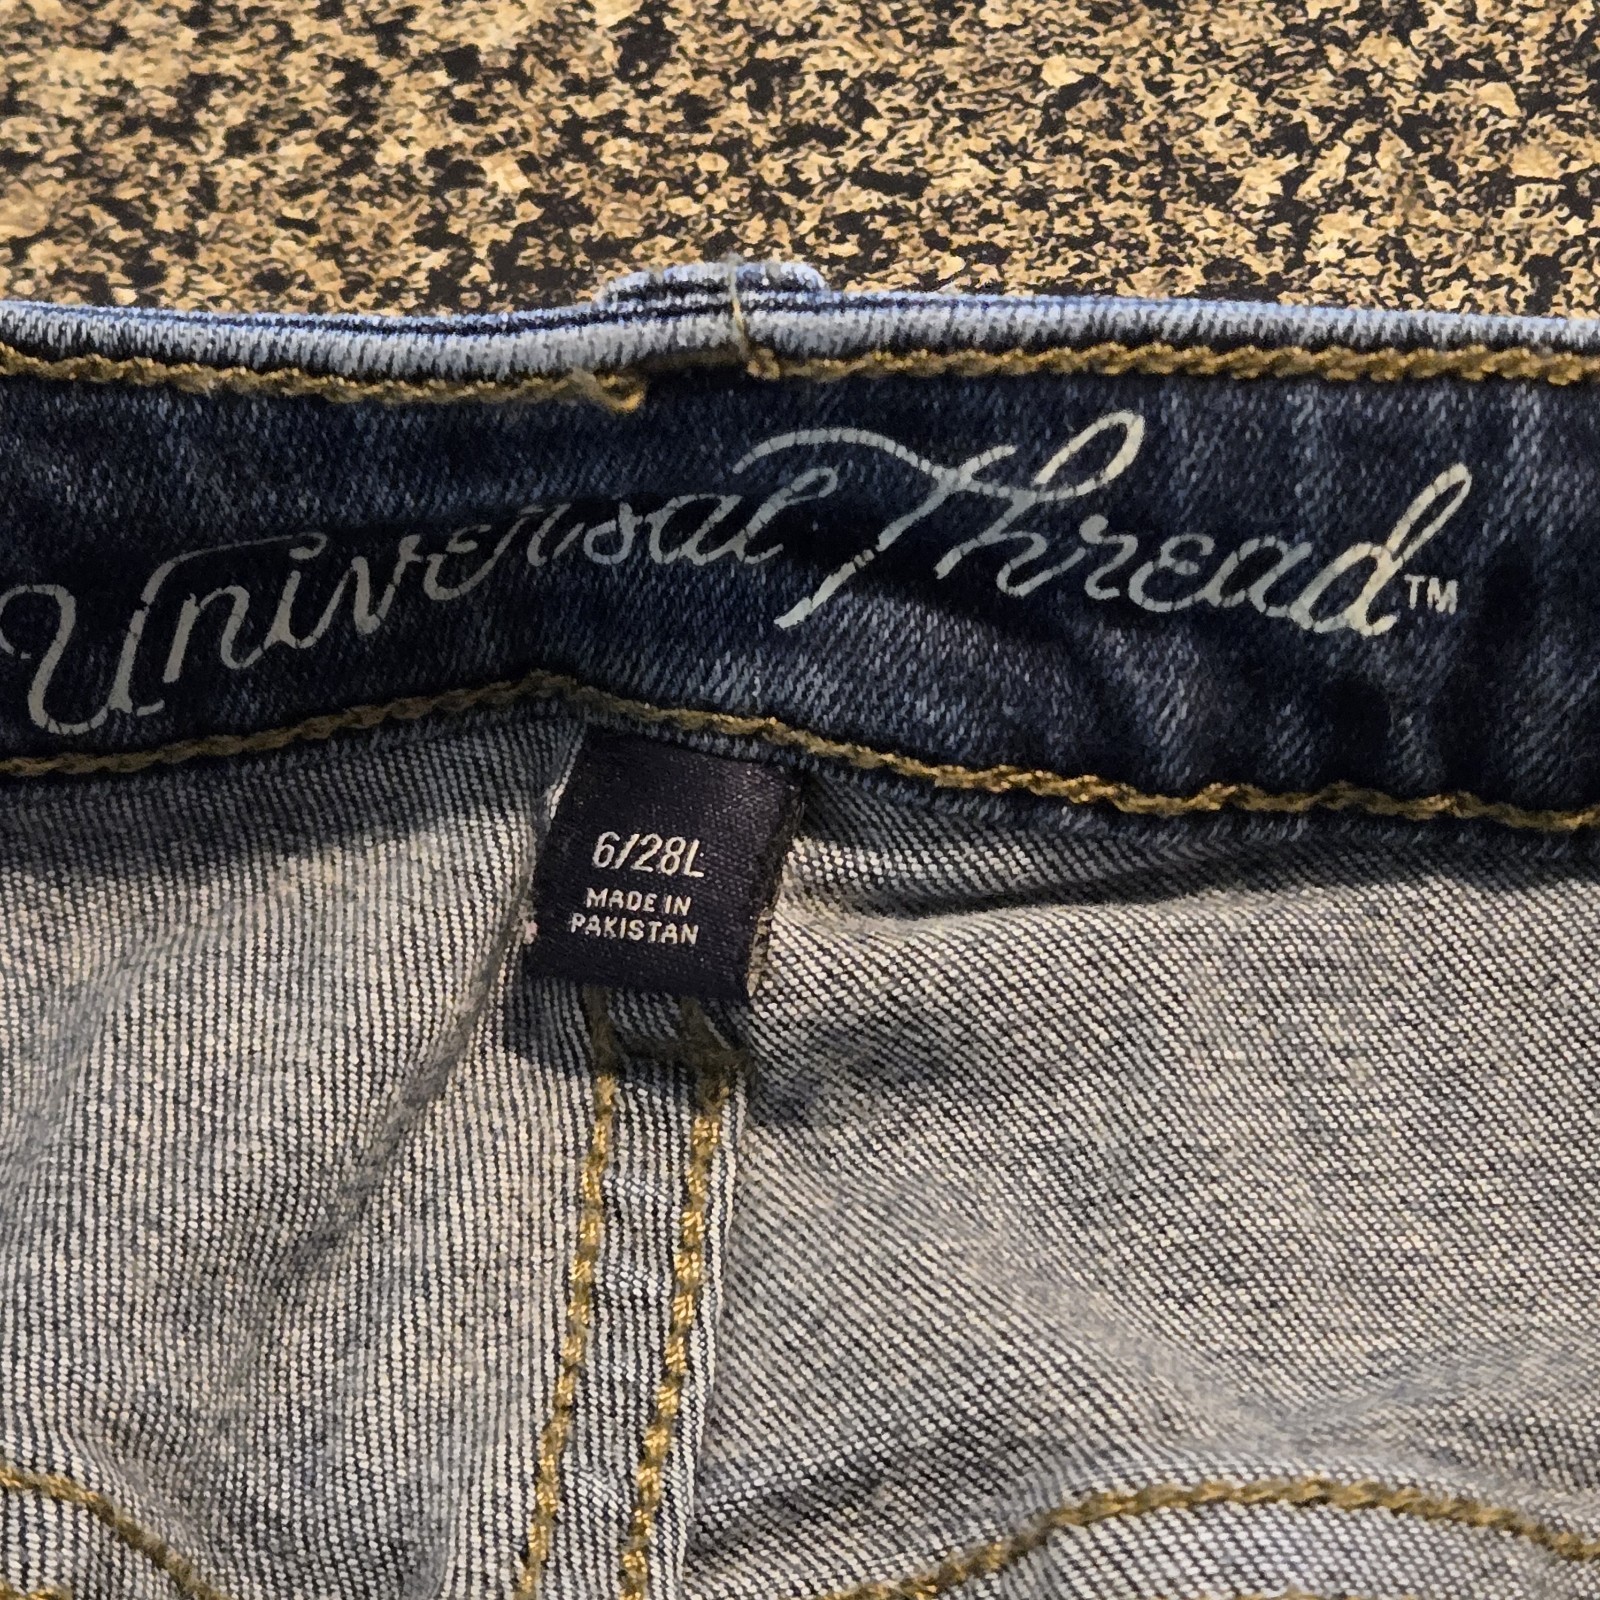 Universal Thread™
6/28L
MADE IN
PAKISTAN